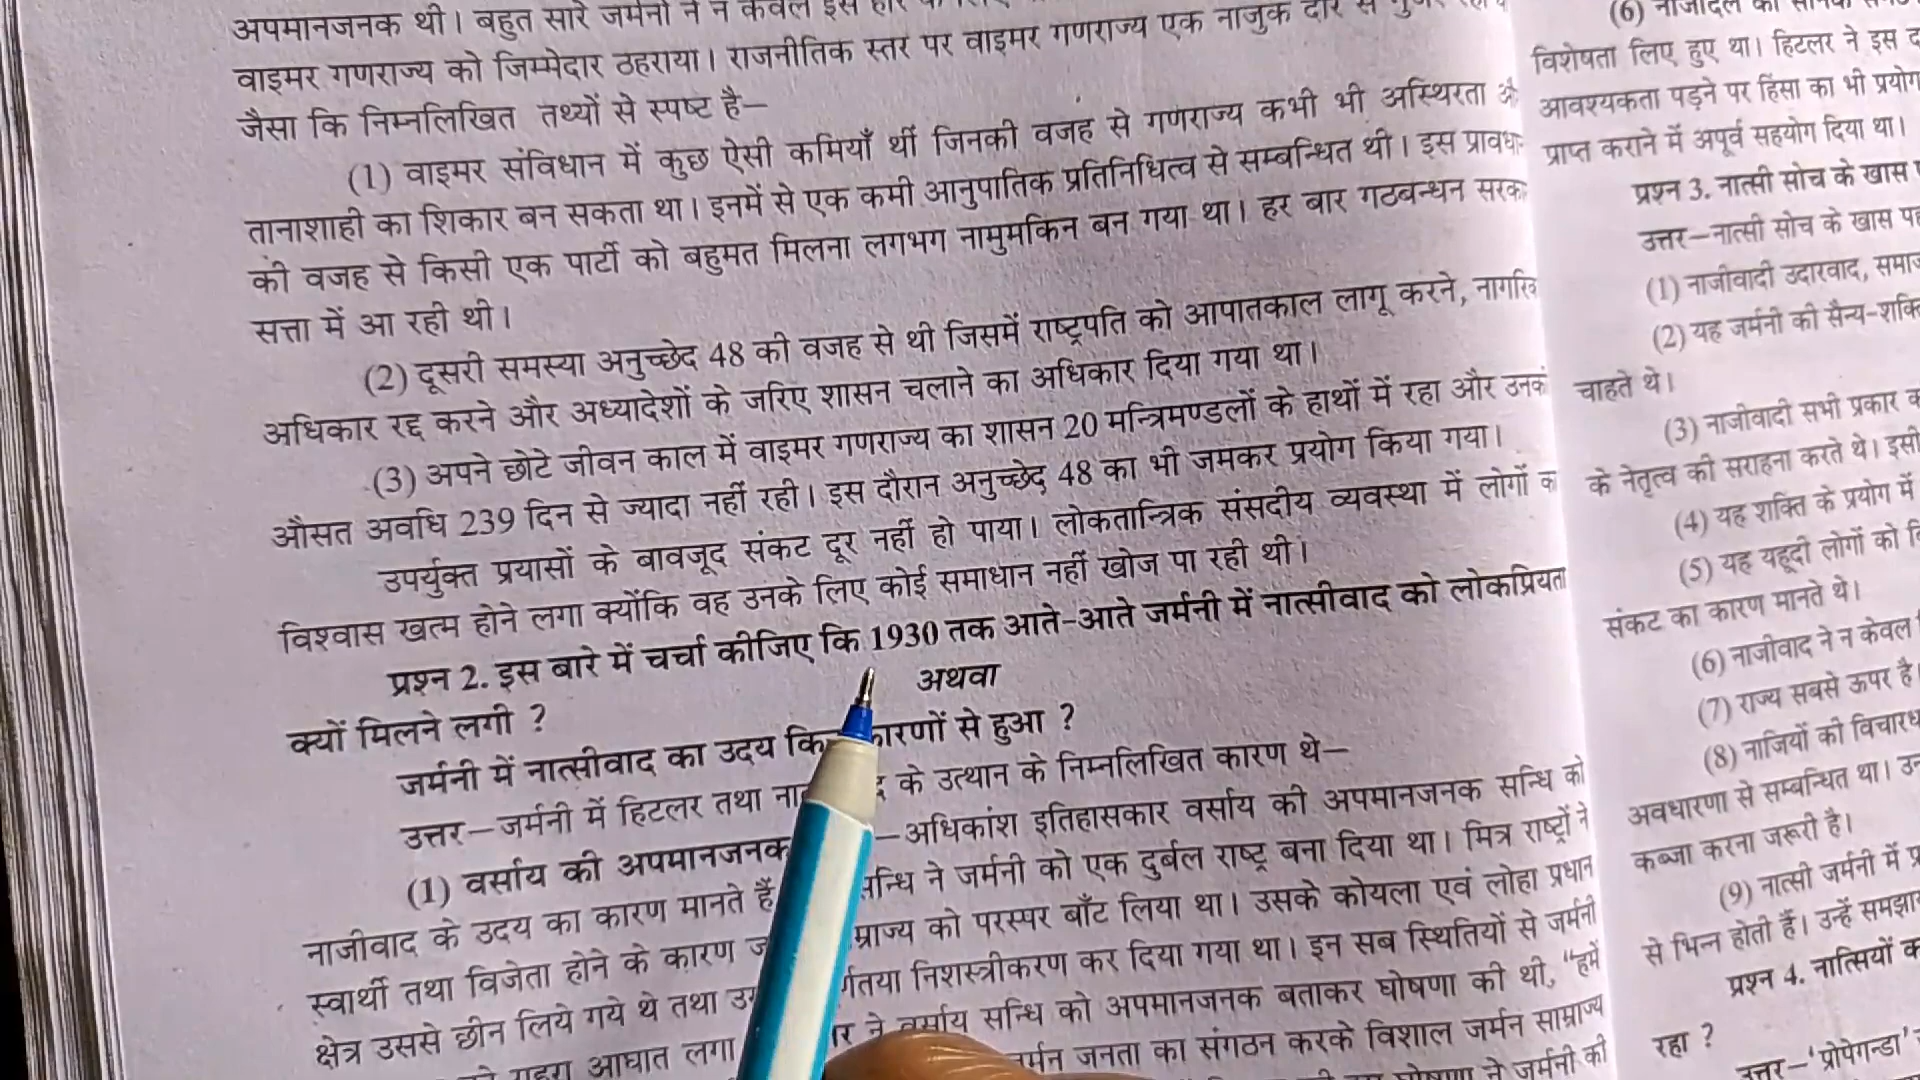 अपमानजनक थी। बहुत सारे जर्मनों ने न केवल इस हार
वाइमर गणराज्य को जिम्मेदार ठहराया। राजनीतिक स्तर पर वाइमर गणराज्य एक नाजुक दौर से गुजर
जैसा कि निम्नलिखित तथ्यों से स्पष्ट है—
(1) वाइमर संविधान में कुछ ऐसी कमियाँ थीं जिनकी वजह से गणराज्य कभी भी अस्थिरता
तानाशाही का शिकार बन सकता था। इनमें से एक कमी आनुपातिक प्रतिनिधित्व से सम्बन्धित थी। इस
की वजह से किसी एक पार्टी को बहुमत मिलना लगभग नामुमकिन बन गया था। हर बार गठबन्धन
सत्ता में आ रही थी।
(2) दूसरी समस्या अनुच्छेद 48 की वजह से थी जिसमें राष्ट्रपति को आपातकाल लागू करने,
अधिकार रद्द करने और अध्यादेशों के जरिए शासन चलाने का अधिकार दिया गया था।
(3) अपने छोटे जीवन काल में वाइमर गणराज्य का शासन 20 मन्त्रिमण्डलों के हाथों में रहा और उनकी
औसत अवधि 239 दिन से ज्यादा नहीं रही। इस दौरान अनुच्छेद 48 का भी जमकर प्रयोग किया गया।
उपर्युक्त प्रयासों के बावजूद संकट दूर नहीं हो पाया। लोकतान्त्रिक संसदीय व्यवस्था में लोगों
विश्वास खत्म होने लगा क्योंकि वह उनके लिए कोई समाधान नहीं खोज पा रही थी।
प्रश्न 2. इस बारे में चर्चा कीजिए कि 1930 तक आते-आते जर्मनी में नात्सीवाद को लोकप्रियता
क्यों मिलने लगी ?
अथवा
जर्मनी में नात्सीवाद का उदय कारणों से हुआ ?
उत्तर—जर्मनी में हिटलर तथा के उत्थान के निम्नलिखित कारण थे—
(1) वर्साय की अपमानजनक —अधिकांश इतिहासकार वर्साय की अपमानजनक सन्धि को
नाजीवाद के उदय का कारण मानते हैं सन्धि ने जर्मनी को एक दुर्बल राष्ट्र बना दिया था। मित्र राष्ट्रों ने
स्वार्थी तथा विजेता होने के कारण को परस्पर बाँट लिया था। उसके कोयला एवं लोहा प्रधान
क्षेत्र उससे छीन लिये गये थे तथा निशस्त्रीकरण कर दिया गया था। इन सब स्थितियों से जर्मनी
गहरा आघात लगा ने वर्साय सन्धि को अपमानजनक बताकर घोषणा की थी, "हमें
जर्मन जनता का संगठन करके विशाल जर्मन साम्राज्य
घोषणा ने जर्मनी की
(6)
विशेषता लिए हुए था। हिटलर ने इस
आवश्यकता पड़ने पर हिंसा का भी प्रयोग
प्राप्त कराने में अपूर्व सहयोग दिया था।
प्रश्न 3. नात्सी सोच के खास
उत्तर—नात्सी सोच के खास
(1) नाजीवादी उदारवाद,
(2) यह जर्मनी की सैन्य-शक्ति
चाहते थे।
(3) नाजीवादी सभी प्रकार
के नेतृत्व की सराहना करते थे। इसी
(4) यह शक्ति के प्रयोग में
(5) यह यहूदी लोगों को
संकट का कारण मानते थे।
(6) नाजीवाद ने न केवल
(7) राज्य सबसे ऊपर है।
(8) नाजियों की
अवधारणा से सम्बन्धित था।
कब्जा करना जरूरी है।
(9) नात्सी जर्मनी में
से भिन्न होती हैं। उन्हें
प्रश्न 4. नात्सियों
रहा ?
उत्तर—'प्रोपेगन्डा'